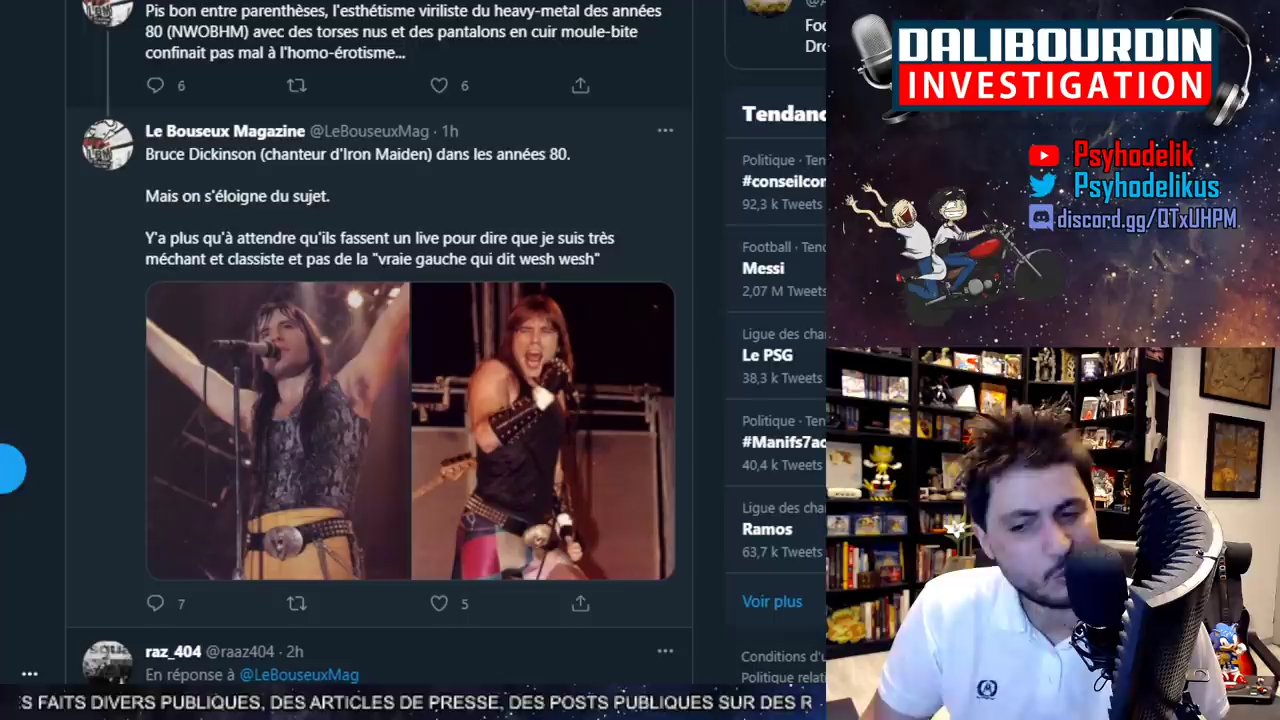 Pis bon entre parenthèses, l'esthétisme viriliste du heavy-metal des années
80 (NWOBHM) avec des torses nus et des pantalons en cuir moule-bite
confinait pas mal à l'homo-érotisme...
6
6
Le Bouseux Magazine @LeBouseuxMag · 1h
Bruce Dickinson (chanteur d'Iron Maiden) dans les années 80.
Mais on s'éloigne du sujet.
Y'a plus qu'à attendre qu'ils fassent un live pour dire que je suis très
méchant et classiste et pas de la "vraie gauche qui dit wesh wesh"
7
5
raz_404 @raaz404 · 2h
En réponse à @LeBouseuxMag
Foo
Dro
Tendanc
Politique · Ten
#conseilcon
92,3 k Tweets
Football · Tend
Messi
2,07 M Tweets
Ligue des cha
Le PSG
38,3 k Tweets
Politique · Ten
#Manifs7ao
40,4 k Tweets
Ligue des cha
Ramos
63,7 k Tweets
Voir plus
Conditions d'u
Politique relati
DALIBOURDIN
INVESTIGATION
Psyhodelik
Psyhodelikus
discord.gg/QTxUHPM
S FAITS DIVERS PUBLIQUES, DES ARTICLES DE PRESSE, DES POSTS PUBLIQUES SUR DES R